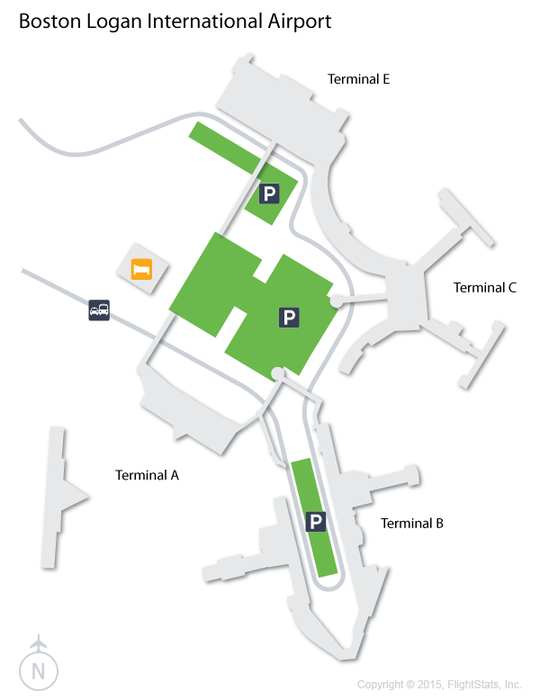 Boston Logan International Airport
Terminal E
P
Terminal C
P
Terminal A
P
Terminal B
N
Copyright © 2015, FlightStats, Inc.